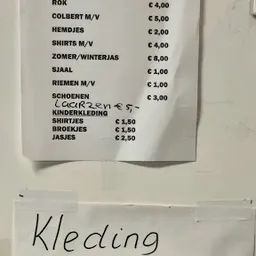 ROK € 4,00
COLBERT M/V € 5,00
HEMDJES € 2,00
SHIRTS M/V € 4,00
ZOMER/WINTERJAS € 8,00
SJAAL € 1,00
RIEMEN M/V € 1,00
SCHOENEN € 3,00
LAARZEN € 5,-
KINDERKLEDING
SHIRTJES € 1,50
BROEKJES € 1,50
JASJES € 2,50
Kleding